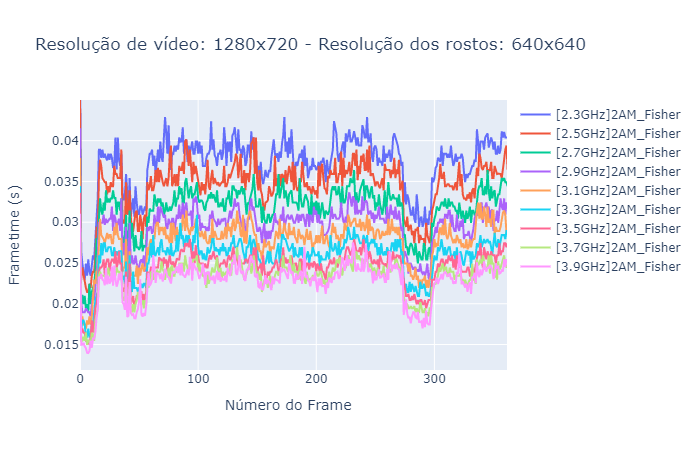 Resolução de vídeo: 1280x720 - Resolução dos rostos: 640x640
Frametime (s)
0.04
0.035
0.03
0.025
0.02
0.015
0
100
200
300
Número do Frame
[2.3GHz]2AM_Fisher
[2.5GHz]2AM_Fisher
[2.7GHz]2AM_Fisher
[2.9GHz]2AM_Fisher
[3.1GHz]2AM_Fisher
[3.3GHz]2AM_Fisher
[3.5GHz]2AM_Fisher
[3.7GHz]2AM_Fisher
[3.9GHz]2AM_Fisher